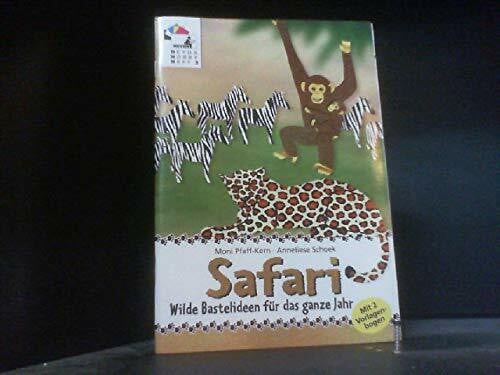 Moni Pfaff-Kern · Anneliese Schoek
Safari
Wilde Bastelideen für das ganze Jahr
Mit 2
Vorlagen-
bogen